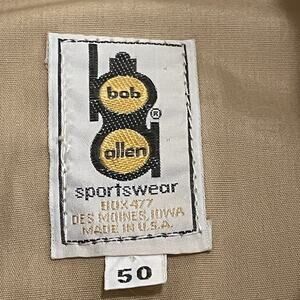 bob
®
allen
sportswear
BOX 477
DES MOINES, IOWA
MADE IN U.S.A.
50